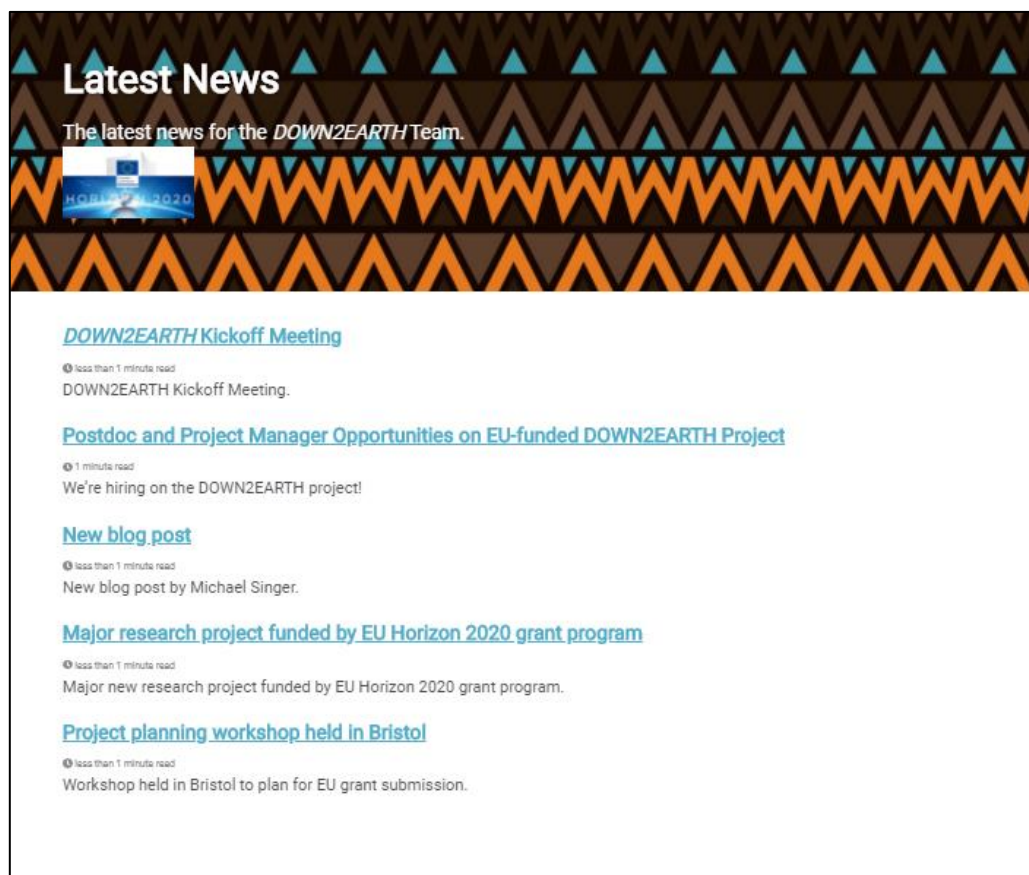 Latest News
The latest news for the DOWN2EARTH Team.
HORIZON 2020
DOWN2EARTH Kickoff Meeting
less than 1 minute read
DOWN2EARTH Kickoff Meeting.
Postdoc and Project Manager Opportunities on EU-funded DOWN2EARTH Project
1 minute read
We're hiring on the DOWN2EARTH project!
New blog post
less than 1 minute read
New blog post by Michael Singer.
Major research project funded by EU Horizon 2020 grant program
less than 1 minute read
Major new research project funded by EU Horizon 2020 grant program.
Project planning workshop held in Bristol
less than 1 minute read
Workshop held in Bristol to plan for EU grant submission.